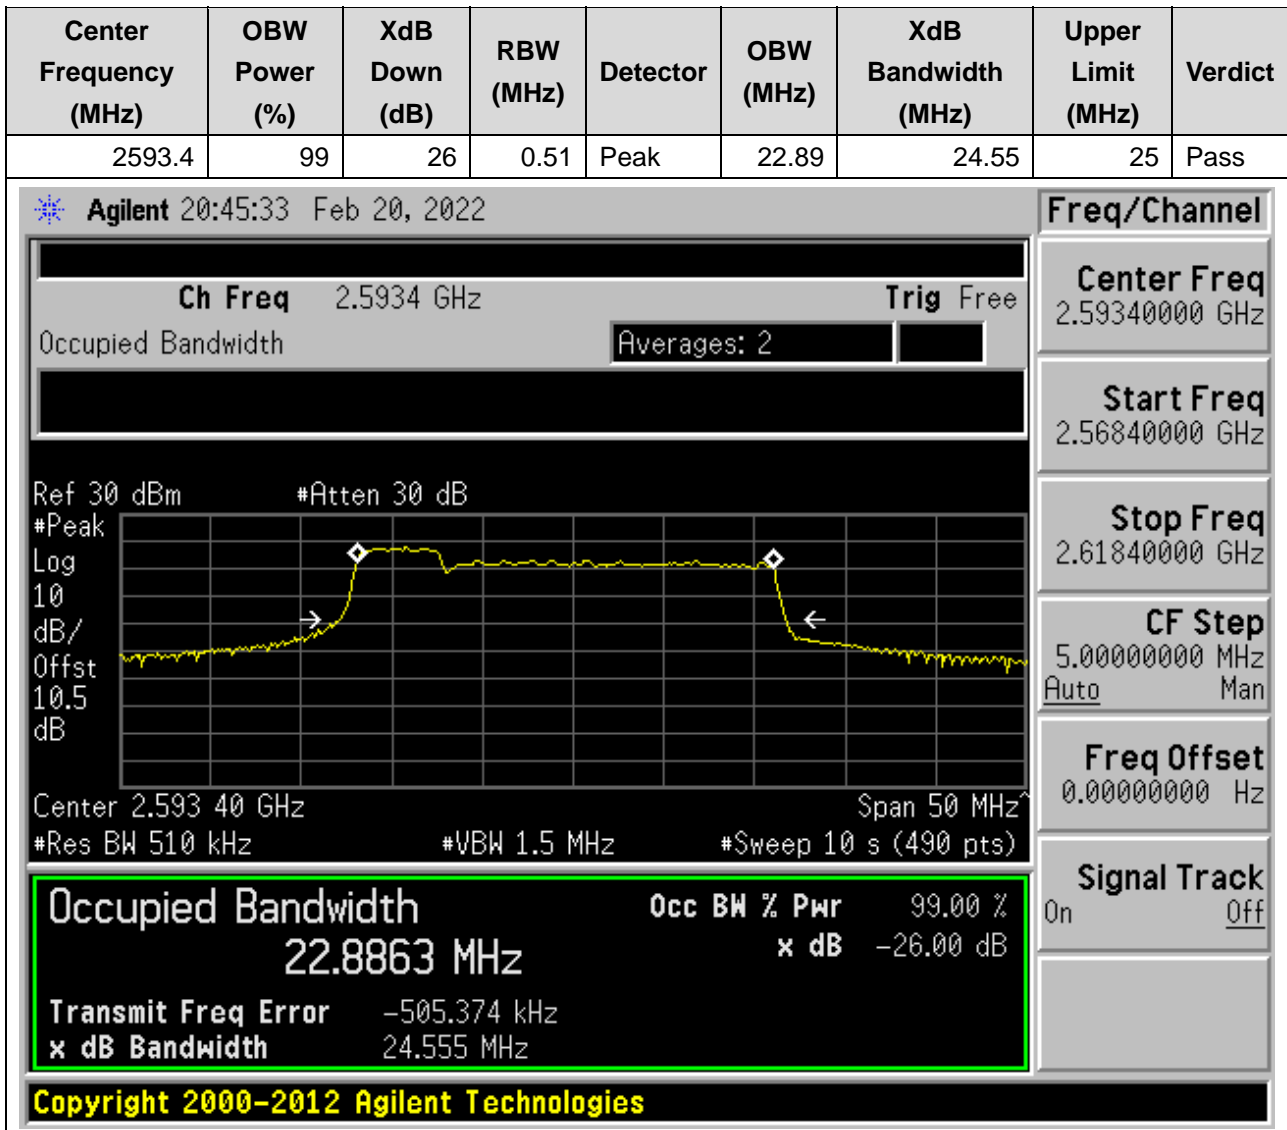 Center Frequency (MHz) OBW Power (%) XdB Down (dB) RBW (MHz) Detector OBW (MHz) XdB Bandwidth (MHz) Upper Limit (MHz) Verdict
2593.4 99 26 0.51 Peak 22.89 24.55 25 Pass
Agilent 20:45:33 Feb 20, 2022
Freq/Channel
Ch Freq 2.5934 GHz Trig Free
Occupied Bandwidth Averages: 2
Ref 30 dBm #Atten 30 dB
#Peak
Log
10
dB/
Offst
10.5
dB
Center 2.593 40 GHz Span 50 MHz^
#Res BW 510 kHz #VBW 1.5 MHz #Sweep 10 s (490 pts)
Occupied Bandwidth Occ BW % Pwr 99.00 %
22.8863 MHz x dB -26.00 dB
Transmit Freq Error -505.374 kHz
x dB Bandwidth 24.555 MHz
Center Freq
2.59340000 GHz
Start Freq
2.56840000 GHz
Stop Freq
2.61840000 GHz
CF Step
5.00000000 MHz
Auto Man
Freq Offset
0.00000000 Hz
Signal Track
On Off
Copyright 2000-2012 Agilent Technologies